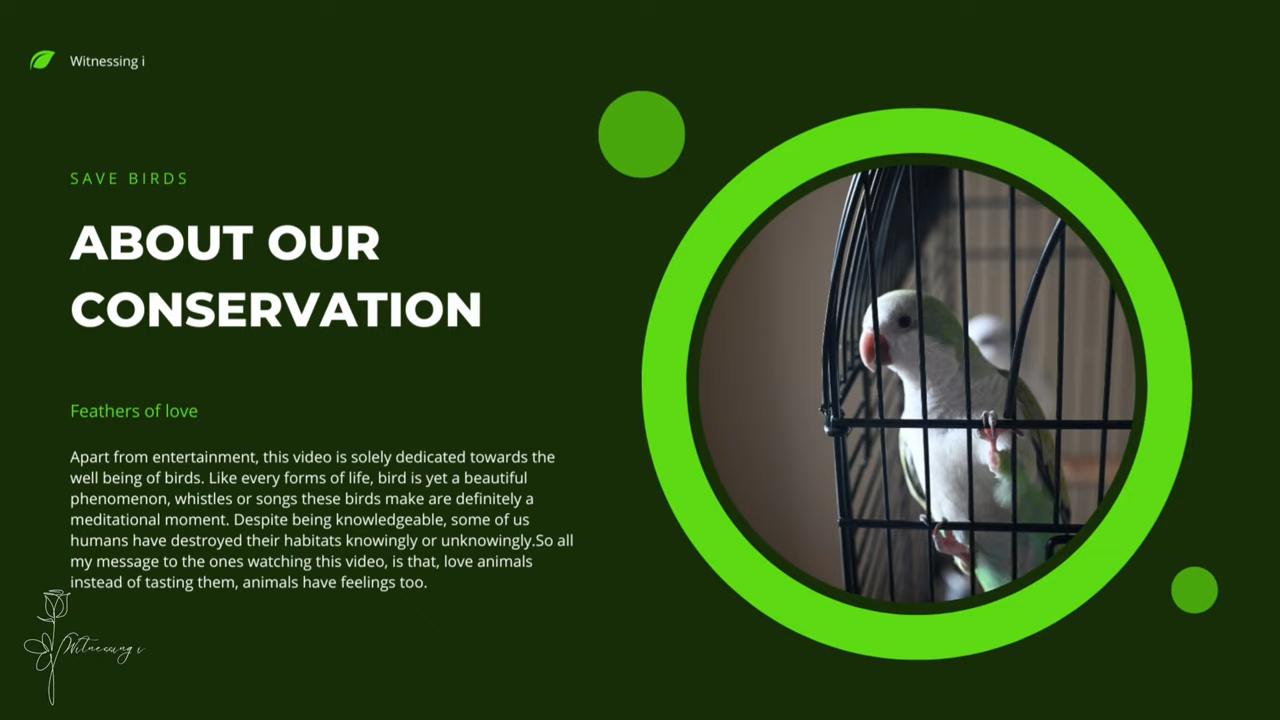 Witnessing i
SAVE BIRDS
ABOUT OUR
CONSERVATION
Feathers of love
Apart from entertainment, this video is solely dedicated towards the
well being of birds. Like every forms of life, bird is yet a beautiful
phenomenon, whistles or songs these birds make are definitely a
meditational moment. Despite being knowledgeable, some of us
humans have destroyed their habitats knowingly or unknowingly.So all
my message to the ones watching this video, is that, love animals
instead of tasting them, animals have feelings too.
Witnessing i